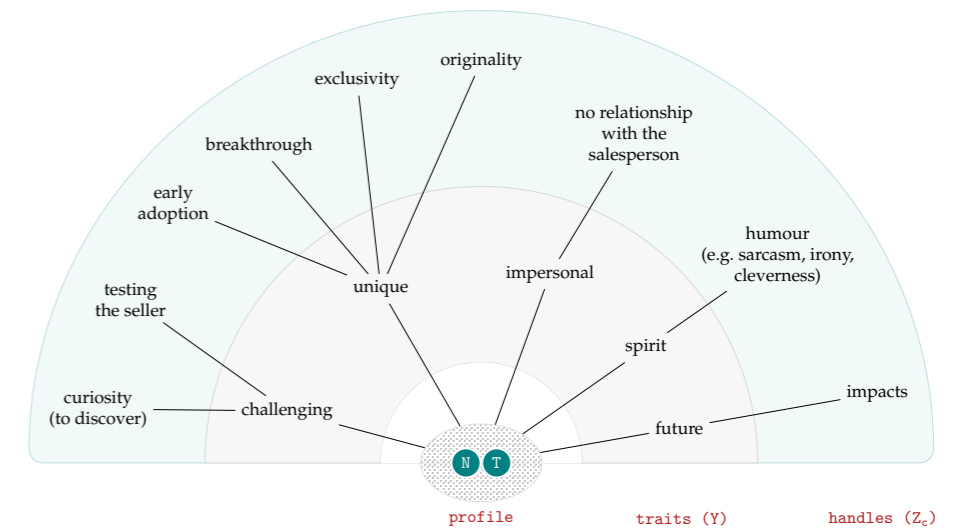 originality
exclusivity
no relationship
with the
salesperson
breakthrough
early
adoption
humour
(e.g. sarcasm, irony,
cleverness)
impersonal
unique
testing
the seller
spirit
curiosity
(to discover)
challenging
impacts
future
N T
profile
traits (Y)
handles (Z_c)